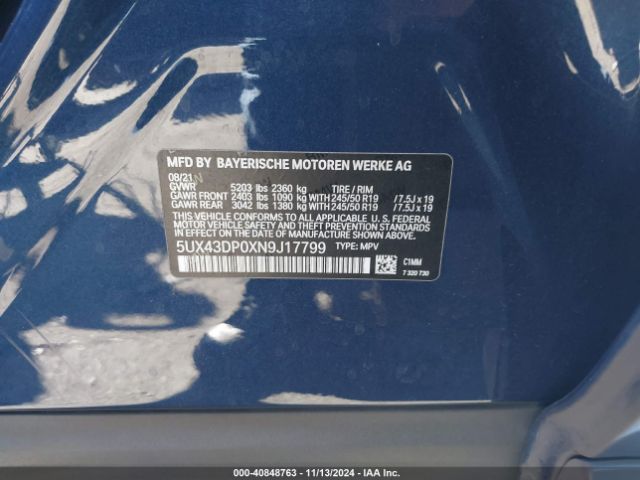 MFD BY BAYERISCHE MOTOREN WERKE AG
08/21
GVWR 5203 lbs 2360 kg TIRE / RIM
GAWR FRONT 2403 lbs 1090 kg WITH 245/50 R19 /7.5J x 19
GAWR REAR 3042 lbs 1380 kg WITH 245/50 R19 /7.5J x 19
THIS VEHICLE CONFORMS TO ALL APPLICABLE U.S. FEDERAL
MOTOR VEHICLE SAFETY STANDARDS IN EFFECT ON THE DATE OF
MANUFACTURE SHOWN ABOVE.
5UX43DP0XN9J17799 TYPE: MPV
C1MM
7 320 730
000-40848763 - 11/13/2024 - IAA Inc.